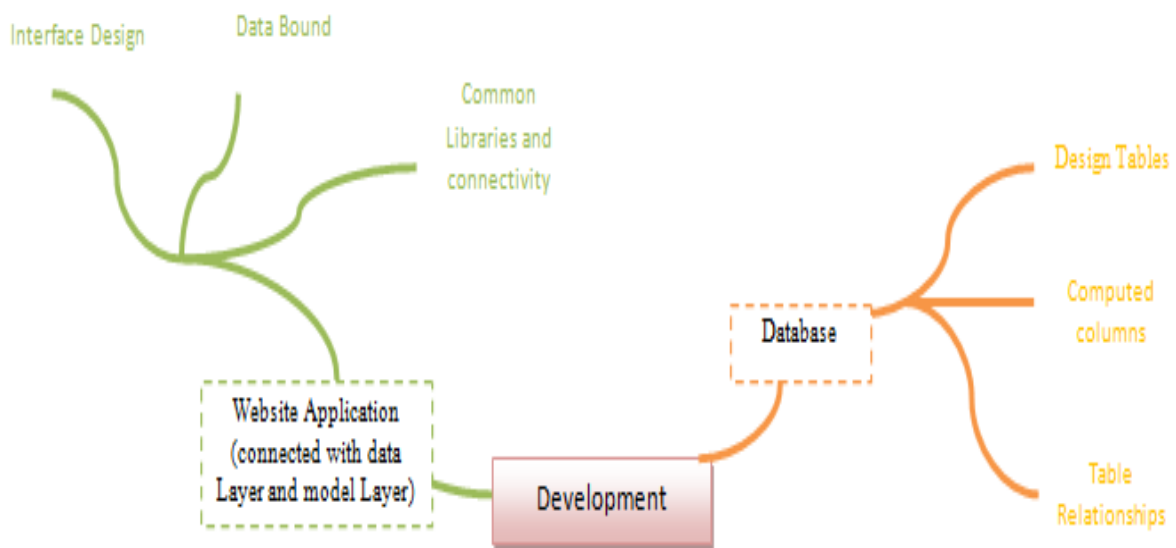 Interface Design
Data Bound
Common
Libraries and
connectivity
Design Tables
Computed
columns
Database
Website Application
(connected with data
Layer and model Layer)
Development
Table
Relationships